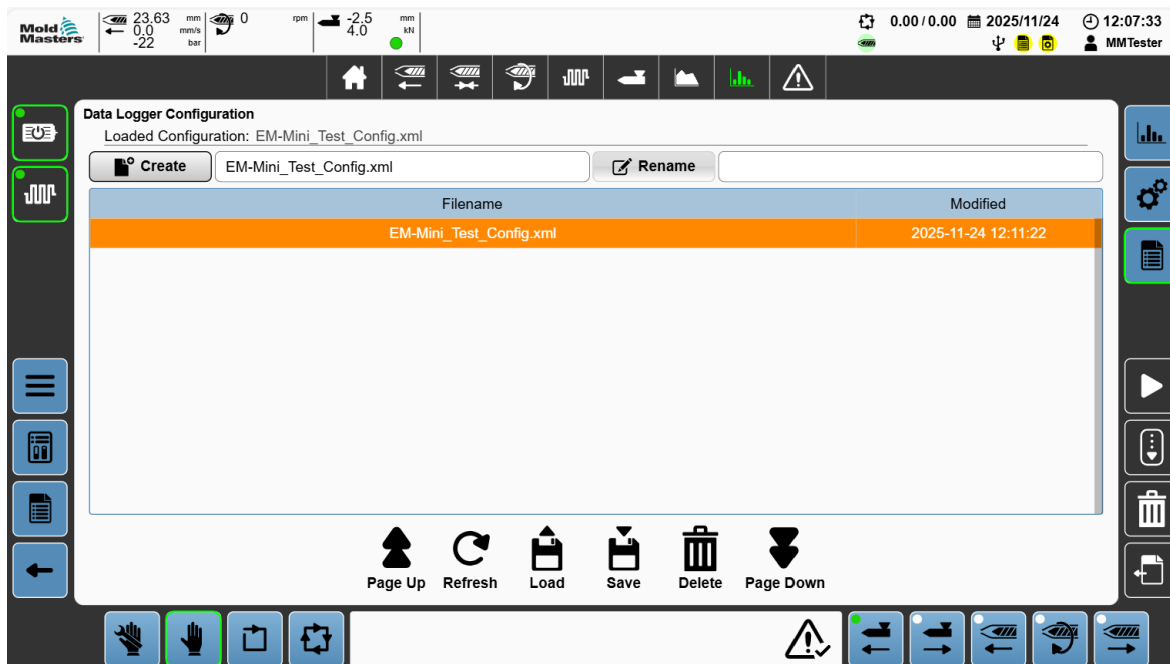 Mold
Masters
23.63 mm
0.0 mm/s
-22 bar
0 rpm
-2.5 mm
4.0 kN
0.00 / 0.00
2025/11/24
12:07:33
MMTester
Data Logger Configuration
Loaded Configuration: EM-Mini_Test_Config.xml
Create
EM-Mini_Test_Config.xml
Rename
Filename
Modified
EM-Mini_Test_Config.xml
2025-11-24 12:11:22
Page Up
Refresh
Load
Save
Delete
Page Down